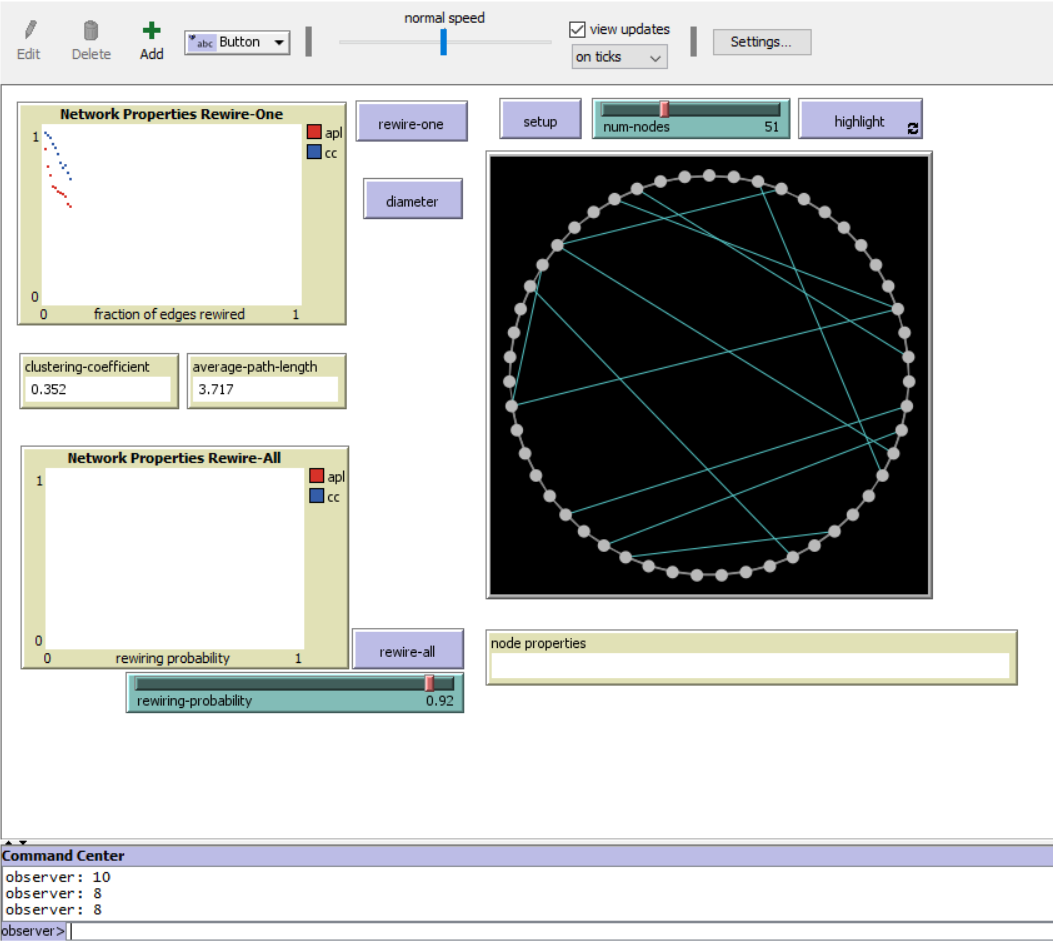 normal speed
view updates
Edit Delete Add abc Button on ticks Settings...
Network Properties Rewire-One
1
apl
cc
0
0 fraction of edges rewired 1
rewire-one
diameter
setup
num-nodes 51
highlight
clustering-coefficient
0.352
average-path-length
3.717
Network Properties Rewire-All
1
apl
cc
0
0 rewiring probability 1
rewire-all
rewiring-probability 0.92
node properties
Command Center
observer: 10
observer: 8
observer: 8
observer>